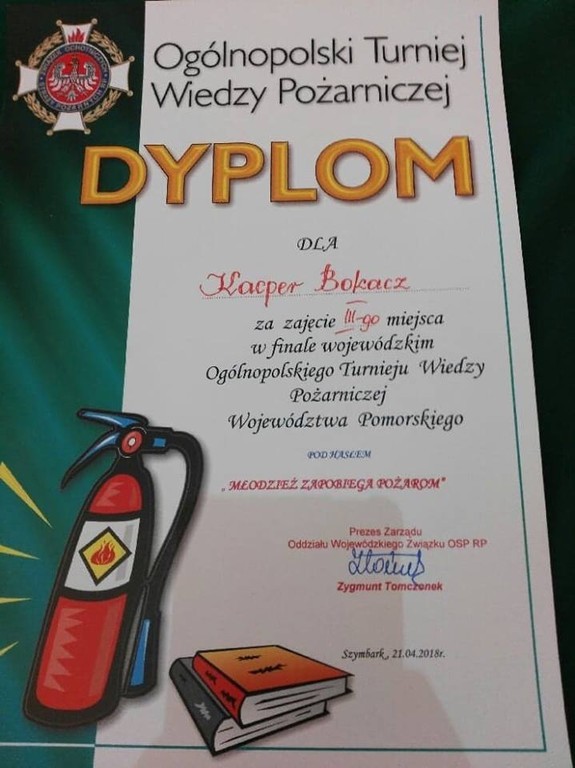 Ogólnopolski Turniej
Wiedzy Pożarniczej
DYPLOM
DLA
Kacper Bokacz
za zajęcie III-go miejsca
w finale wojewódzkim
Ogólnopolskiego Turnieju Wiedzy
Pożarniczej
Województwa Pomorskiego
POD HASŁEM
„MŁODZIEŻ ZAPOBIEGA POŻAROM"
Prezes Zarządu
Oddziału Wojewódzkiego Związku OSP RP
Zygmunt Tomczonek
Szymbark, 21.04.2018r.